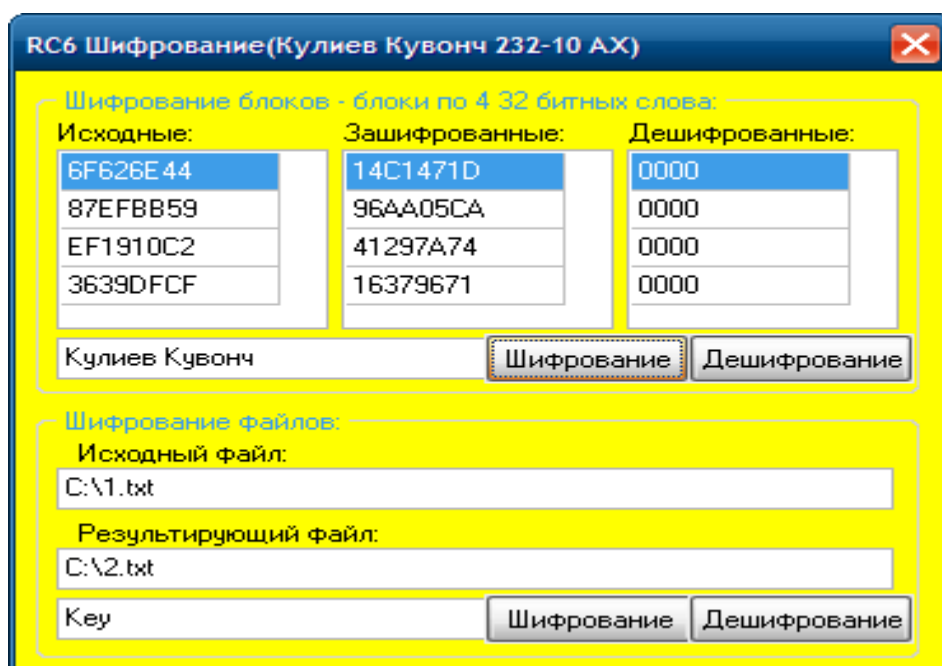 RC6 Шифрование(Кулиев Кувонч 232-10 АХ)
Шифрование блоков - блоки по 4 32 битных слова:
Исходные: Зашифрованные: Дешифрованные:
6F626E44 14C1471D 0000
87EFBB59 96AA05CA 0000
EF1910C2 41297A74 0000
3639DFCF 16379671 0000
Кулиев Кувонч Шифрование Дешифрование
Шифрование файлов:
Исходный файл:
C:\1.txt
Результирующий файл:
C:\2.txt
Key Шифрование Дешифрование